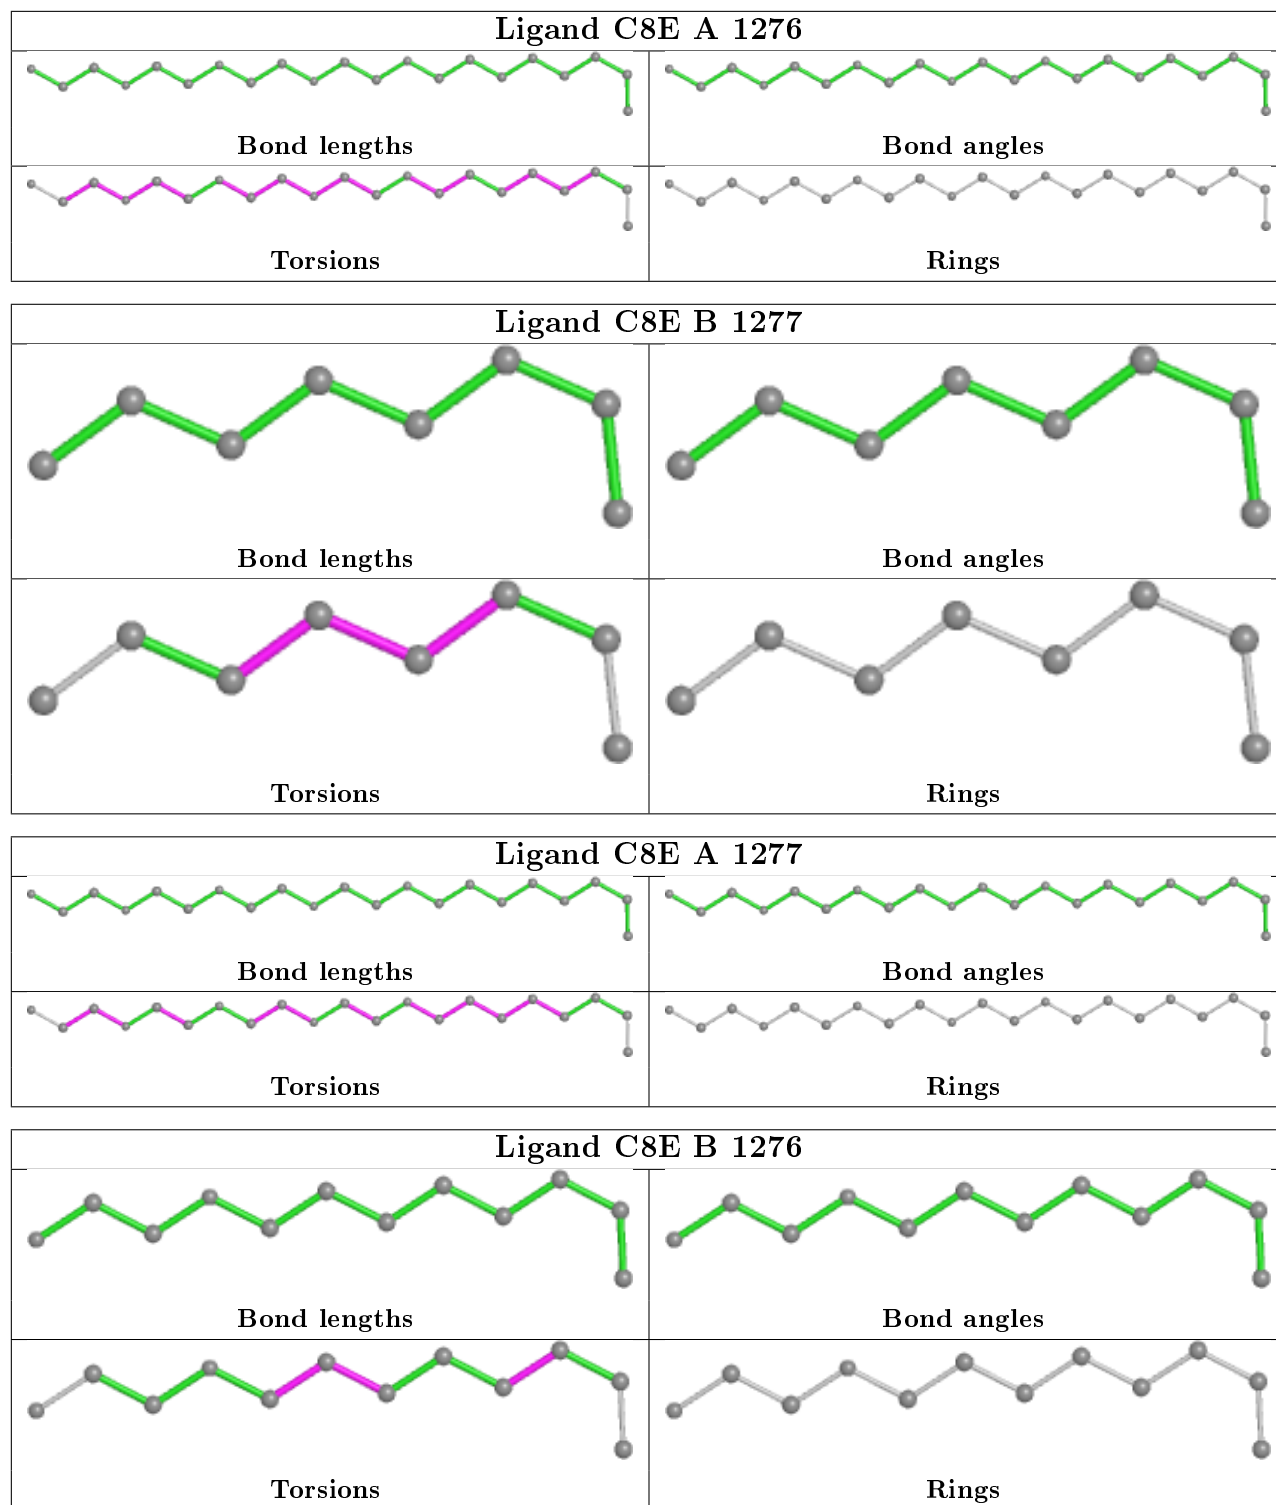 Ligand C8E A 1276
Bond lengths
Bond angles
Torsions
Rings
Ligand C8E B 1277
Bond lengths
Bond angles
Torsions
Rings
Ligand C8E A 1277
Bond lengths
Bond angles
Torsions
Rings
Ligand C8E B 1276
Bond lengths
Bond angles
Torsions
Rings